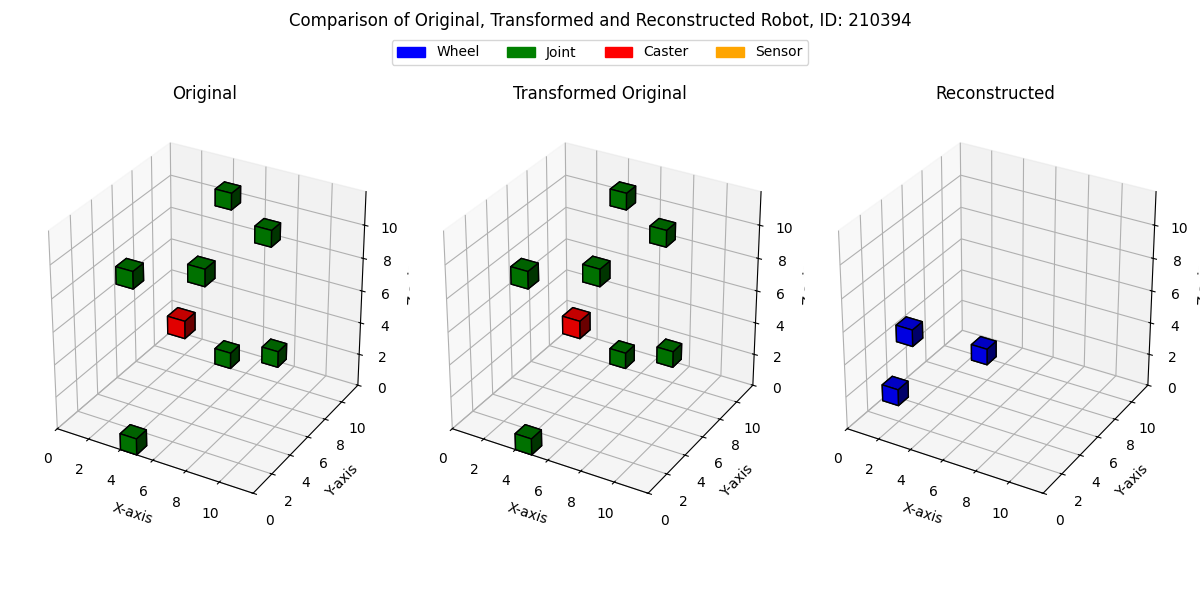 Comparison of Original, Transformed and Reconstructed Robot, ID: 210394
Wheel Joint Caster Sensor
Original Transformed Original Reconstructed
10 10 10
8 8 8
6 6 6
4 4 4
2 2 2
0 0 0
10 10 10
8 8 8
6 6 6
4 4 4
2 2 2
0 0 0
0 2 4 6 8 10 0 2 4 6 8 10 0 2 4 6 8 10
X-axis Y-axis X-axis Y-axis X-axis Y-axis